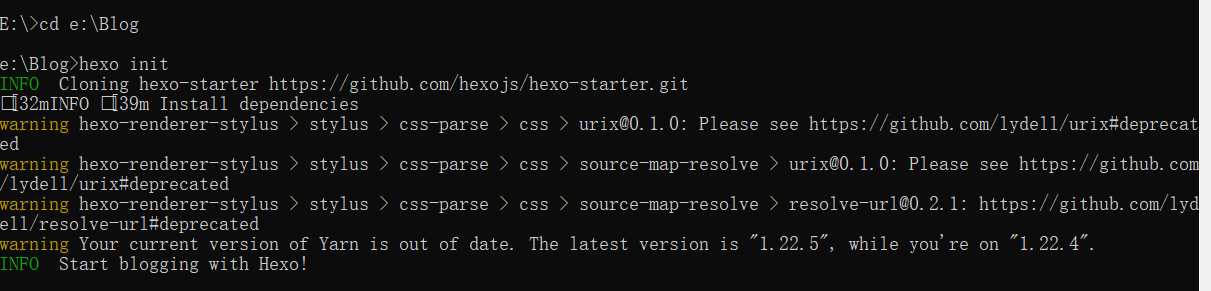 E:\>cd e:\Blog
e:\Blog>hexo init
INFO  Cloning hexo-starter https://github.com/hexojs/hexo-starter.git
[32mINFO [39m Install dependencies
warning hexo-renderer-stylus > stylus > css-parse > css > urix@0.1.0: Please see https://github.com/lydell/urix#deprecat
ed
warning hexo-renderer-stylus > stylus > css-parse > css > source-map-resolve > urix@0.1.0: Please see https://github.com
/lydell/urix#deprecated
warning hexo-renderer-stylus > stylus > css-parse > css > source-map-resolve > resolve-url@0.2.1: https://github.com/lyd
ell/resolve-url#deprecated
warning Your current version of Yarn is out of date. The latest version is "1.22.5", while you're on "1.22.4".
INFO  Start blogging with Hexo!